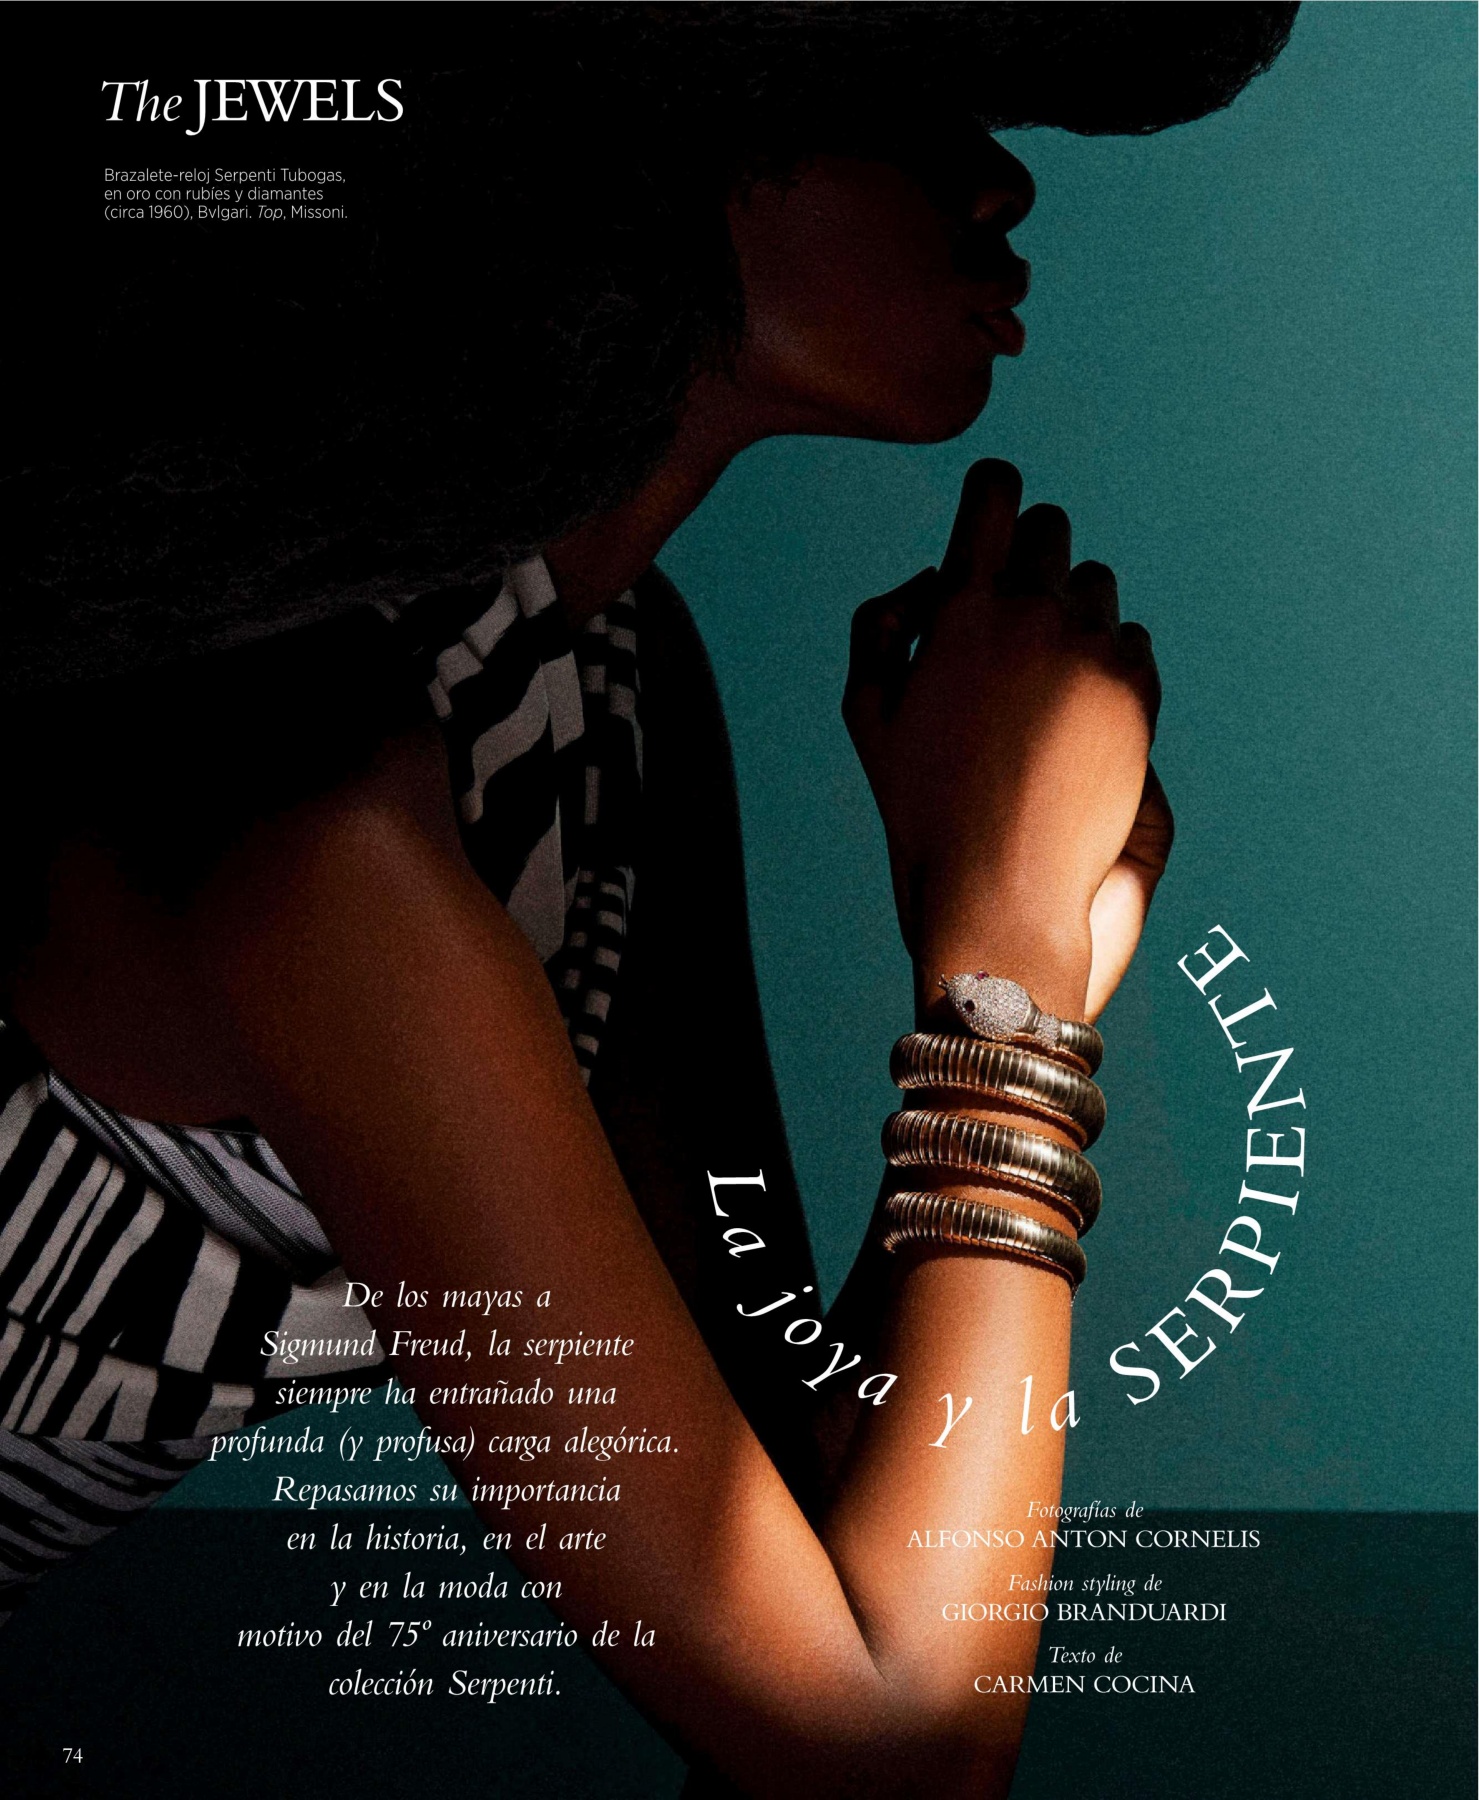 The JEWELS
Brazalete-reloj Serpenti Tubogas,
en oro con rubíes y diamantes
(circa 1960), Bvlgari. Top, Missoni.
La joya y la SERPIENTE
De los mayas a
Sigmund Freud, la serpiente
siempre ha entrañado una
profunda (y profusa) carga alegórica.
Repasamos su importancia
en la historia, en el arte
y en la moda con
motivo del 75º aniversario de la
colección Serpenti.
Fotografías de
ALFONSO ANTON CORNELIS
Fashion styling de
GIORGIO BRANDUARDI
Texto de
CARMEN COCINA
74